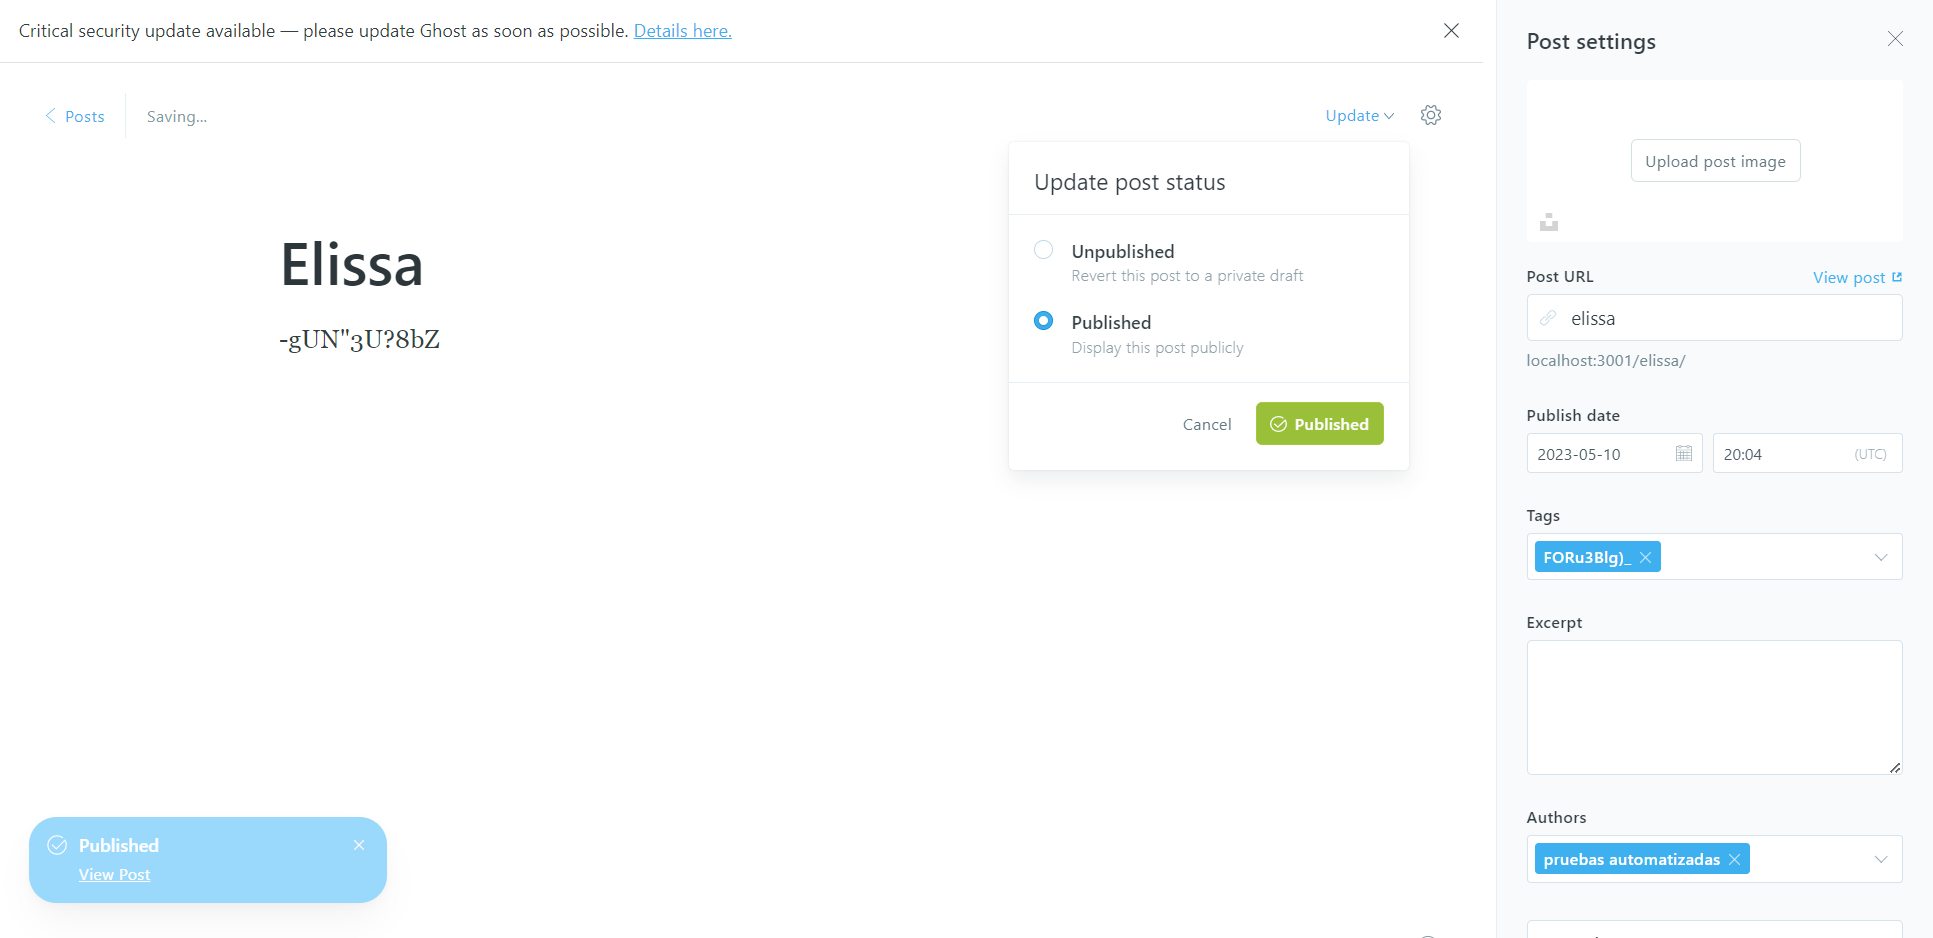 Critical security update available — please update Ghost as soon as possible. Details here.
Posts
Saving...
Update
Update post status
Unpublished
Revert this post to a private draft
Published
Display this post publicly
Cancel
Published
Elissa
-gUN"3U?8bZ
Published
View Post
Post settings
Upload post image
Post URL
View post
elissa
localhost:3001/elissa/
Publish date
2023-05-10
20:04
(UTC)
Tags
FORu3Blg)_
Excerpt
Authors
pruebas automatizadas